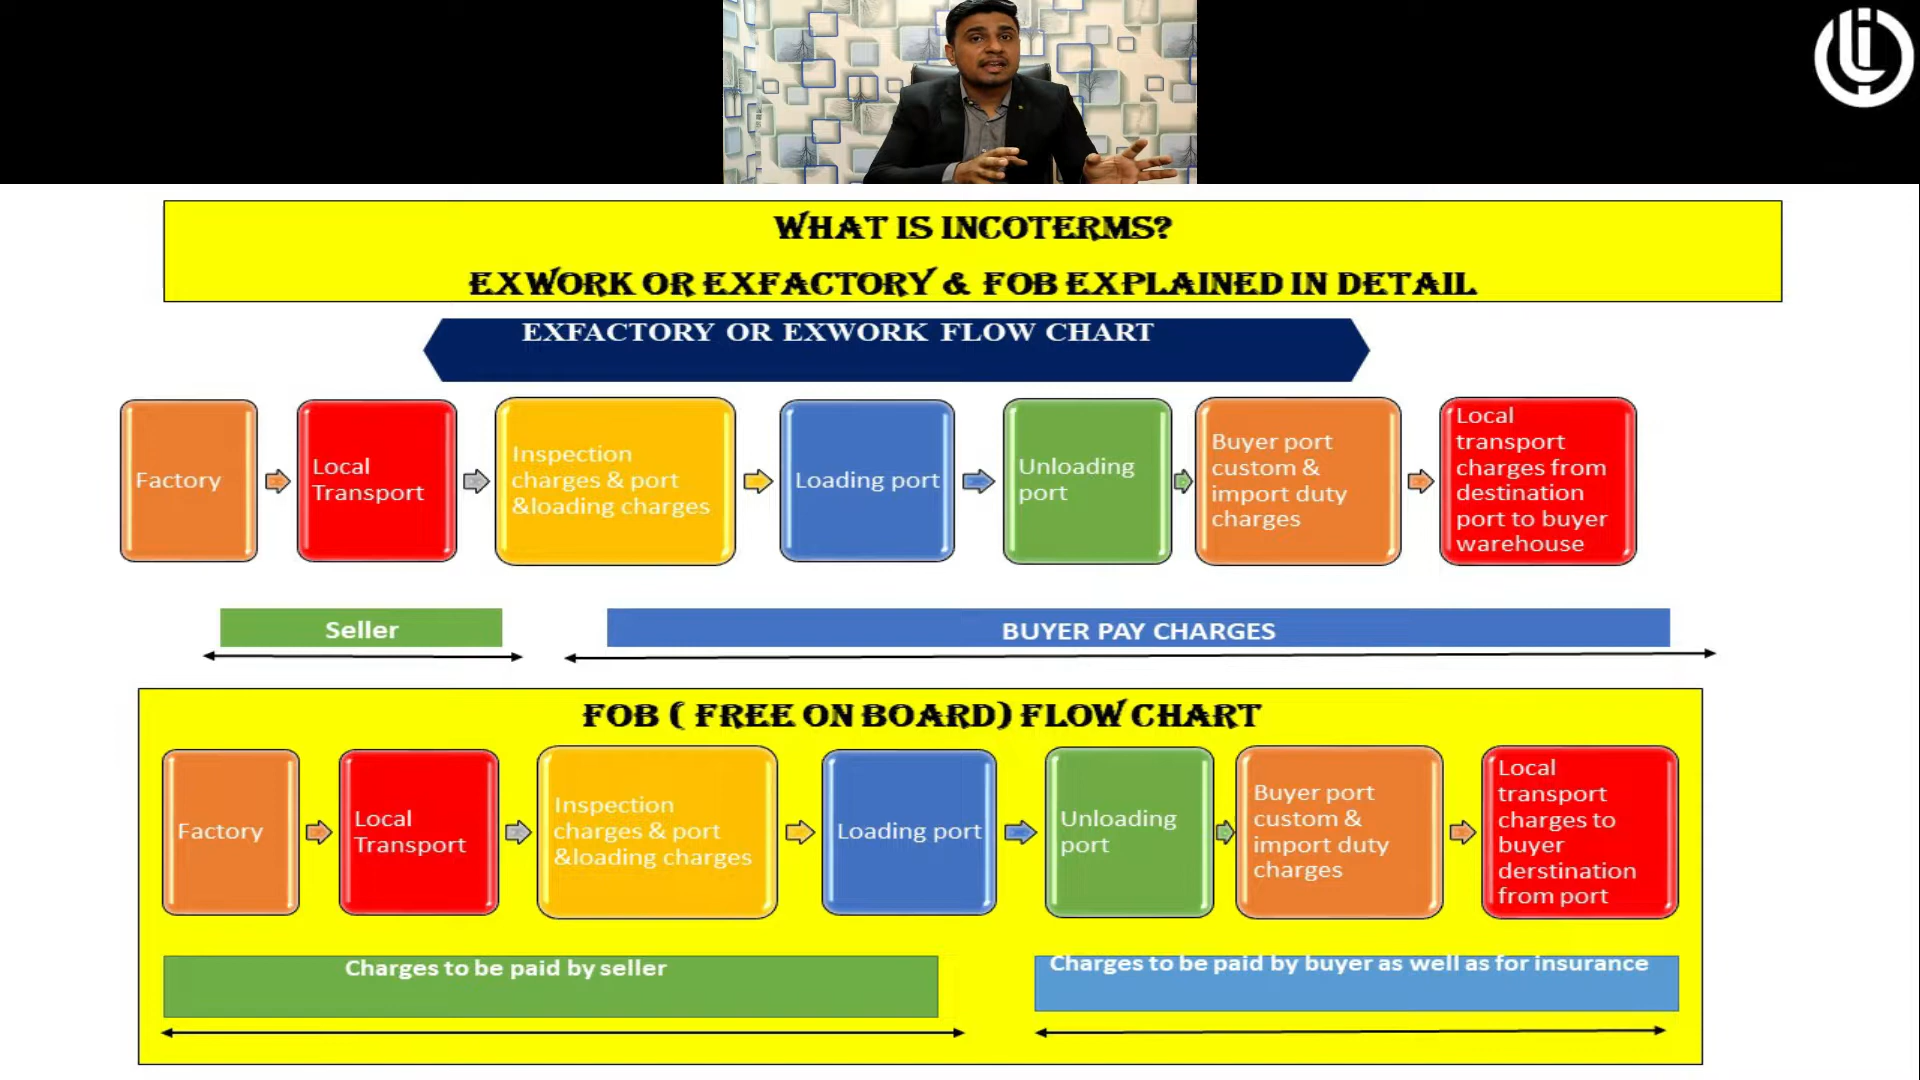 WHAT IS INCOTERMS?
EXWORK OR EXFACTORY & FOB EXPLAINED IN DETAIL
EXFACTORY OR EXWORK FLOW CHART
Factory
Local
Transport
Inspection
charges & port
&loading charges
Loading port
Unloading
port
Buyer port
custom &
import duty
charges
Local
transport
charges from
destination
port to buyer
warehouse
Seller
BUYER PAY CHARGES
FOB ( FREE ON BOARD) FLOW CHART
Factory
Local
Transport
Inspection
charges & port
&loading charges
Loading port
Unloading
port
Buyer port
custom &
import duty
charges
Local
transport
charges to
buyer
derstination
from port
Charges to be paid by seller
Charges to be paid by buyer as well as for insurance